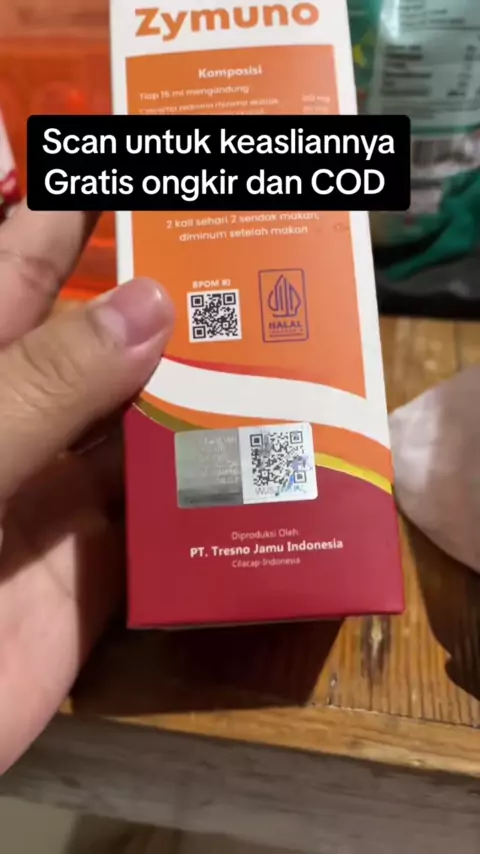 Zymuno
Komposisi
Tiap 15 ml mengandung
Scan untuk keasliannya
Gratis ongkir dan COD
2 kali sehari 2 sendok makan,
diminum setelah makan
BPOM RI
HALAL
Diproduksi Oleh:
PT. Tresno Jamu Indonesia
Cilacap-Indonesia